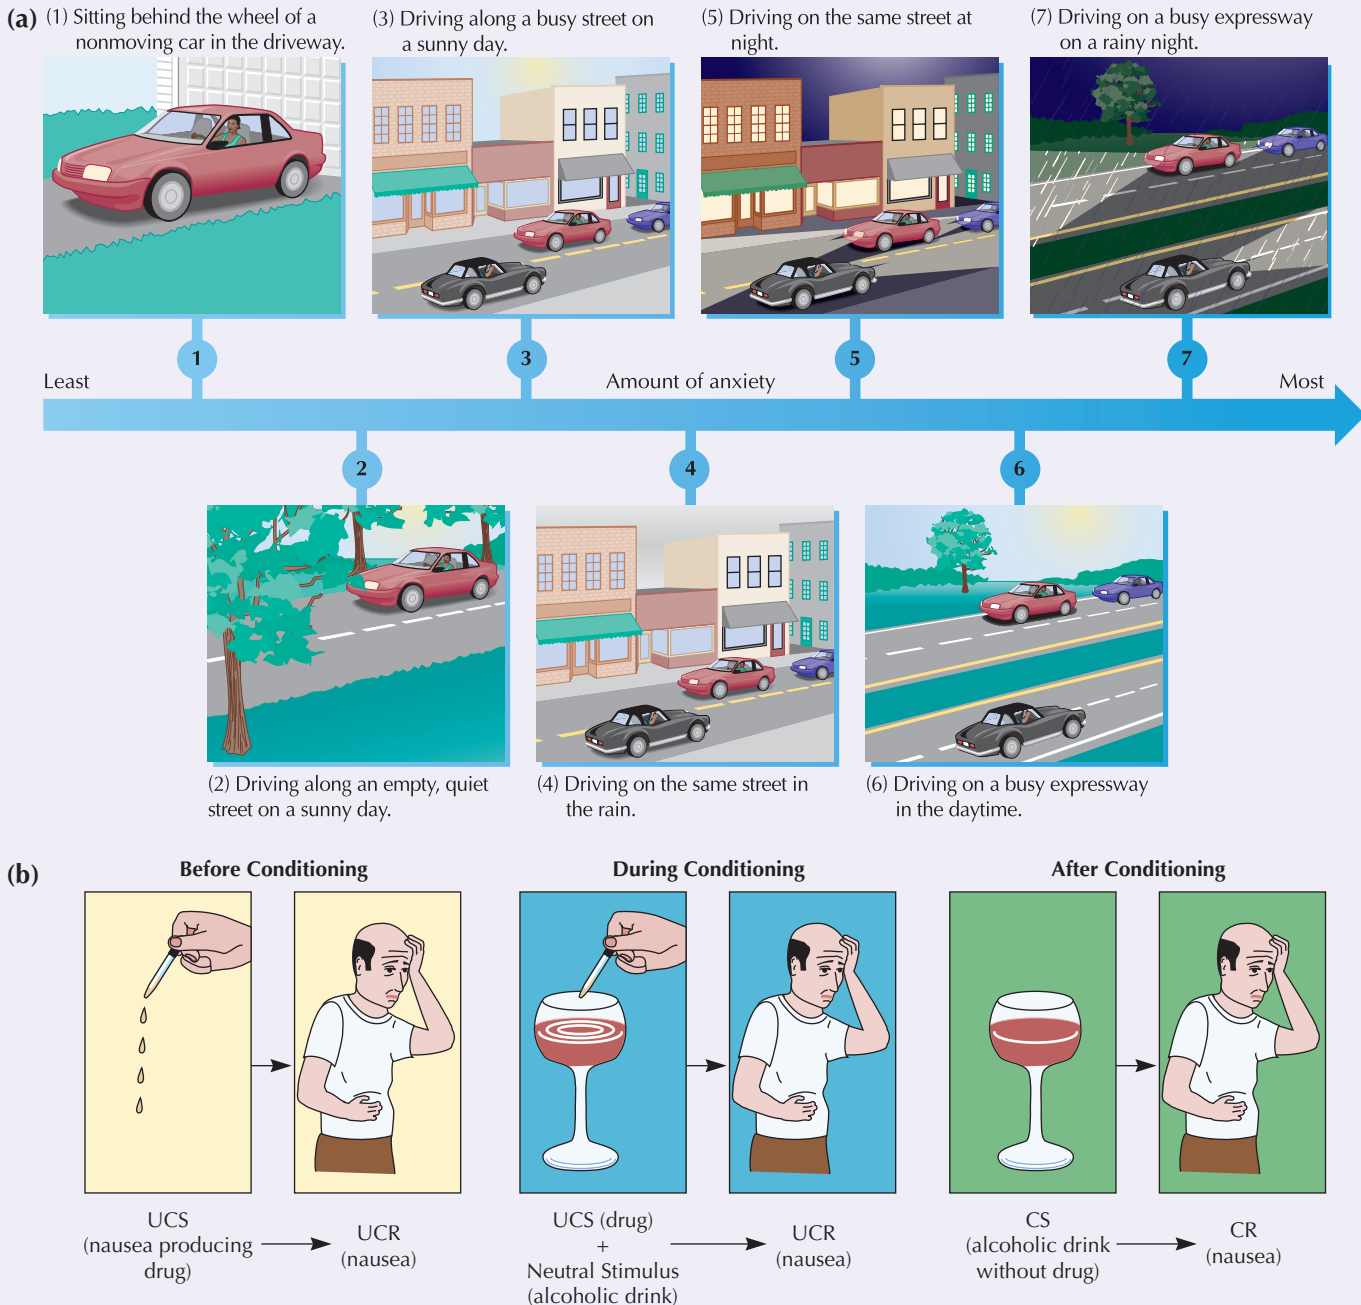 (a)
(1) Sitting behind the wheel of a
nonmoving car in the driveway.
(3) Driving along a busy street on
a sunny day.
(5) Driving on the same street at
night.
(7) Driving on a busy expressway
on a rainy night.
1
3
5
7
Least
Amount of anxiety
Most
2
4
6
(2) Driving along an empty, quiet
street on a sunny day.
(4) Driving on the same street in
the rain.
(6) Driving on a busy expressway
in the daytime.
(b)
Before Conditioning
During Conditioning
After Conditioning
UCS
(nausea producing
drug)
UCR
(nausea)
UCS (drug)
+
Neutral Stimulus
(alcoholic drink)
UCR
(nausea)
CS
(alcoholic drink
without drug)
CR
(nausea)